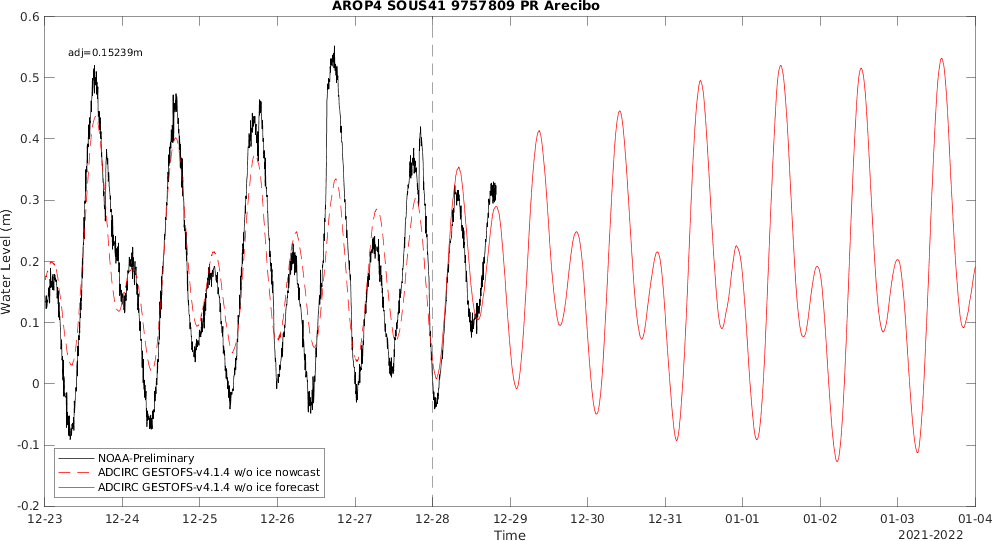 AROP4 SOUS41 9757809 PR Arecibo
adj=0.15239m
0.6
0.5
0.4
0.3
0.2
0.1
0
-0.1
-0.2
Water Level (m)
NOAA-Preliminary
ADCIRC GESTOFS-v4.1.4 w/o ice nowcast
ADCIRC GESTOFS-v4.1.4 w/o ice forecast
12-23 12-24 12-25 12-26 12-27 12-28 12-29 12-30 12-31 01-01 01-02 01-03 01-04
Time
2021-2022